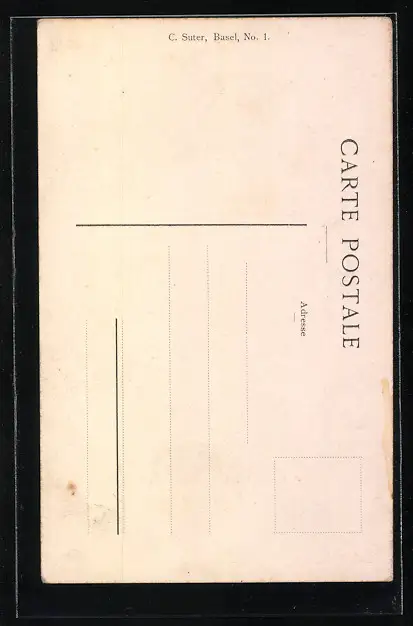 C. Suter, Basel, No. 1.
CARTE POSTALE
Adresse